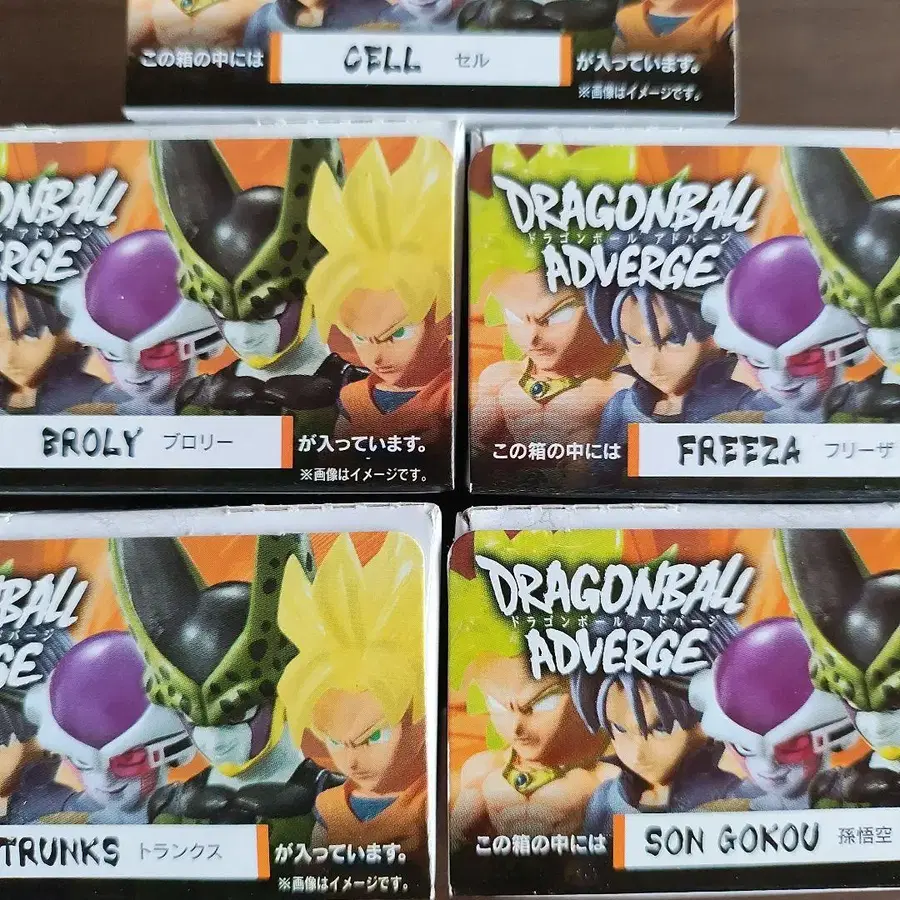 この箱の中には CELL セル が入っています。
※画像はイメージです。
ONBALL
アドバージ
ERGE
BROLY ブロリー が入っています。
※画像はイメージです。
DRAGONBALL
ドラゴンボール アドバージ
ADVERGE
この箱の中には FREEZA フリーザ
BALL
アドバージ
RGE
TRUNKS トランクス が入っています。
※画像はイメージです。
DRAGONBALL
ドラゴンボール アドバージ
ADVERGE
この箱の中には SON GOKOU 孫悟空